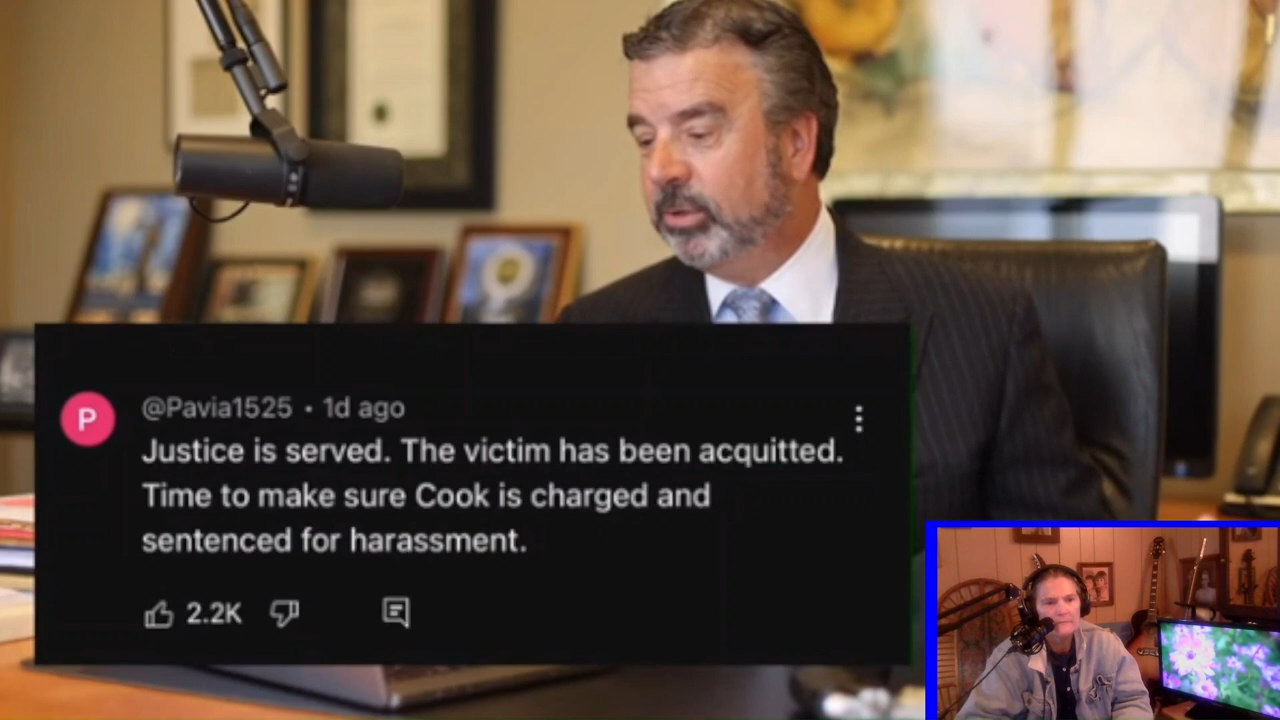 P
@Pavia1525 • 1d ago
Justice is served. The victim has been acquitted.
Time to make sure Cook is charged and
sentenced for harassment.
2.2K